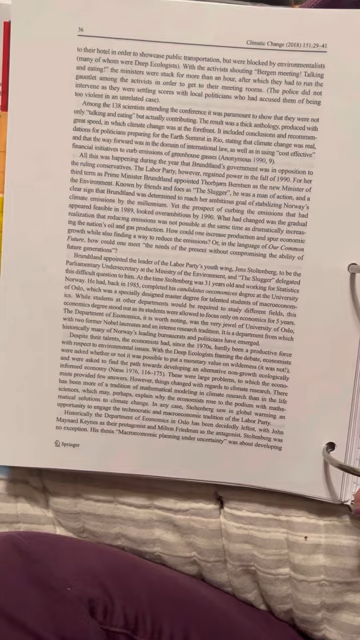 36
Climatic Change (2018) 151:29–41
to their hotel in order to showcase public transportation, but were blocked by environmentalists
(many of whom were Deep Ecologists). With the activists shouting "Bergen meeting! Talking
and eating!" the ministers were stuck for more than an hour, after which they had to run the
gauntlet among the activists in order to get to their meeting rooms. (The police did not
intervene as they were settling scores with local politicians who had accused them of being
too violent in an unrelated case).
Among the 138 scientists attending the conference it was paramount to show that they were not
only "talking and eating" but actually contributing. The result was a thick anthology, produced with
great speed, in which climate change was at the forefront. It included conclusions and recommen-
dations for politicians preparing for the Earth Summit in Rio, stating that climate change was real,
and that the way forward was in the domain of international law, as well as in using "cost effective"
financial initiatives to curb emissions of greenhouse gasses (Anonymous 1990, 9).
All this was happening during the year that Brundtland's government was in opposition to
the ruling conservatives. The Labor Party, however, regained power in the fall of 1990. For her
third term as Prime Minister Brundtland appointed Thorbjørn Berntsen as the new Minister of
the Environment. Known by friends and foes as "The Slugger", he was a man of action, and a
clear sign that Brundtland was determined to reach her ambitious goal of stabilizing Norway's
climate emissions by the millennium. Yet the prospect of curbing the emissions that had
appeared feasible in 1989, looked overambitious by 1990. What had changed was the gradual
realization that reducing emissions was not possible at the same time as dramatically increas-
ing the nation's oil and gas production. How could one increase production and spur economic
growth while also finding a way to reduce the emissions? Or, in the language of Our Common
Future, how could one meet "the needs of the present without compromising the ability of
future generations"?
Brundtland appointed the leader of the Labor Party's youth wing, Jens Stoltenberg, to be the
Parliamentary Undersecretary at the Ministry of the Environment, and "The Slugger" delegated
this difficult question to him. At the time Stoltenberg was 31 years old and working for Statistics
Norway. He had, back in 1985, completed his candidatus oeconomices degree at the University
of Oslo, which was a specially designed master degree for talented students of macroeconom-
ics. While students at other departments would be required to study different fields, this
economics degree stood out as its students were allowed to focus only on economics for 5 years.
The Department of Economics, it is worth noting, was the very jewel of University of Oslo,
with two former Nobel laureates and an intense research tradition. It is a department from which
historically many of Norway's leading bureaucrats and politicians have emerged.
Despite their talents, the economists had, since the 1970s, hardly been a productive force
with respect to environmental issues. With the Deep Ecologists framing the debate, economists
were asked whether or not it was possible to put a monetary value on wilderness (it was not!),
and were asked to find the path towards developing an alternative non-growth ecologically
informed economy (Næss 1976, 116–175). These were large problems, to which the econo-
mists provided few answers. However, things changed with regards to climate research. There
has been more of a tradition of mathematical modeling in climate research than in the life
sciences, which may, perhaps, explain why the economists rose to the podium with mathe-
matical solutions to climate change. In any case, Stoltenberg saw in global warming an
opportunity to engage the technocratic and macroeconomic tradition of the Labor Party.
Historically the Department of Economics in Oslo has been decidedly leftist, with John
Maynard Keynes as their protagonist and Milton Friedman as the antagonist. Stoltenberg was
no exception. His thesis "Macroeconomic planning under uncertainty" was about developing
Springer